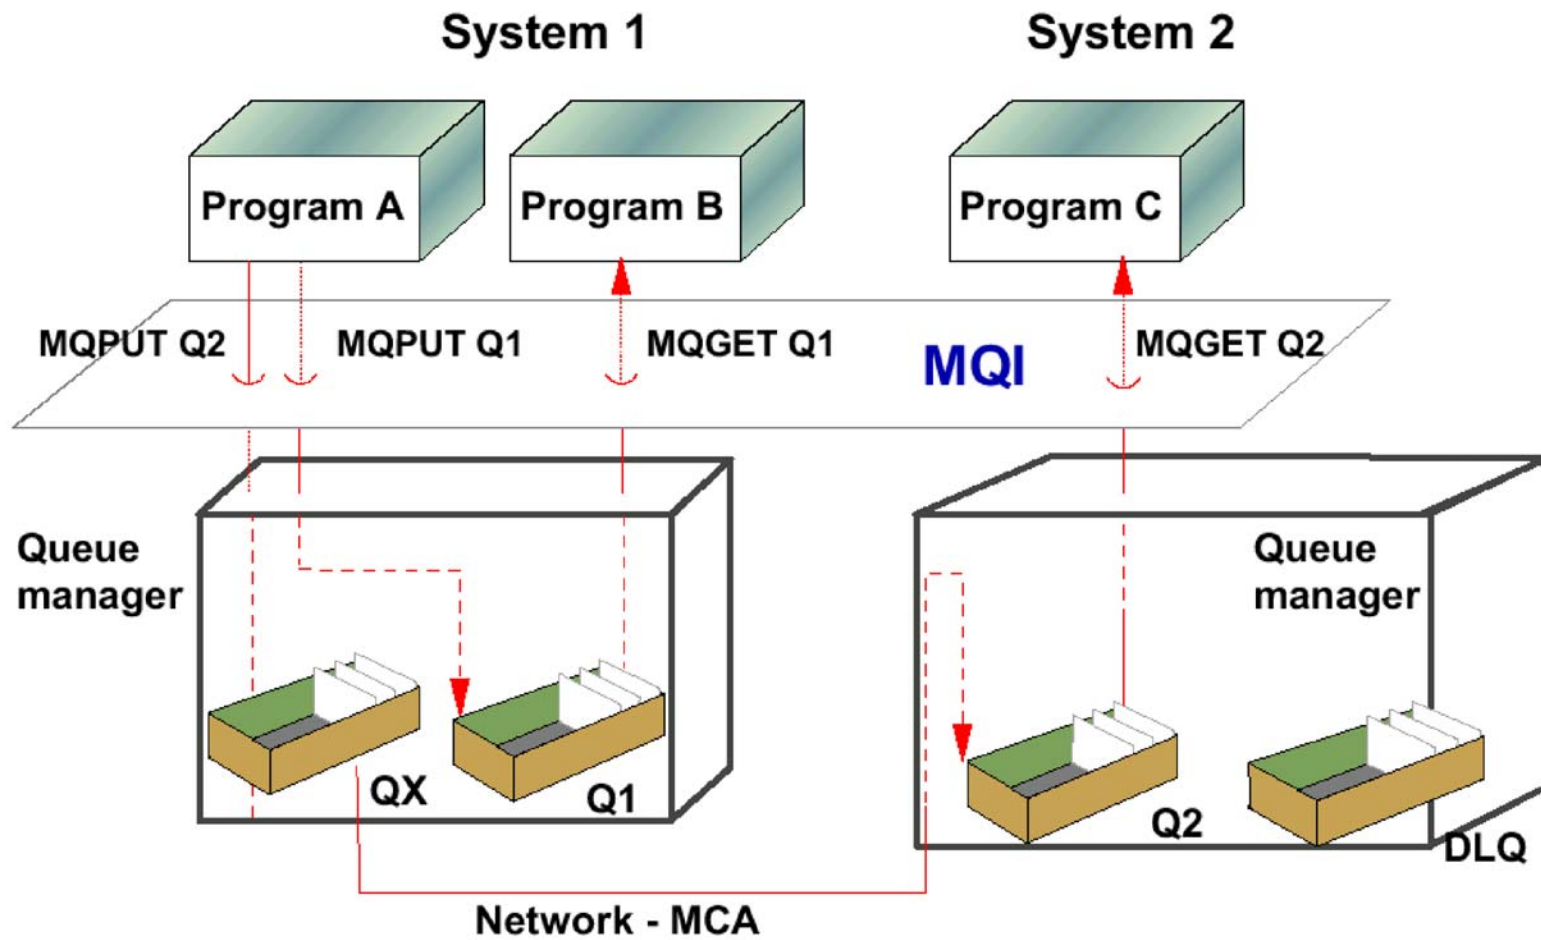 System 1
System 2
Program A
Program B
Program C
MQPUT Q2
MQPUT Q1
MQGET Q1
MQI
MQGET Q2
Queue
manager
Queue
manager
QX
Q1
Q2
DLQ
Network - MCA